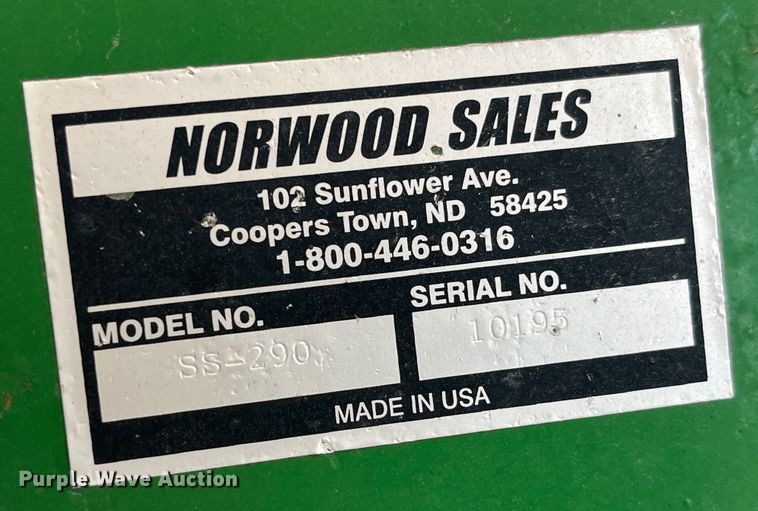 NORWOOD SALES
102 Sunflower Ave.
Coopers Town, ND 58425
1-800-446-0316
MODEL NO. SERIAL NO.
SS-290 10195
MADE IN USA
Purple Wave Auction